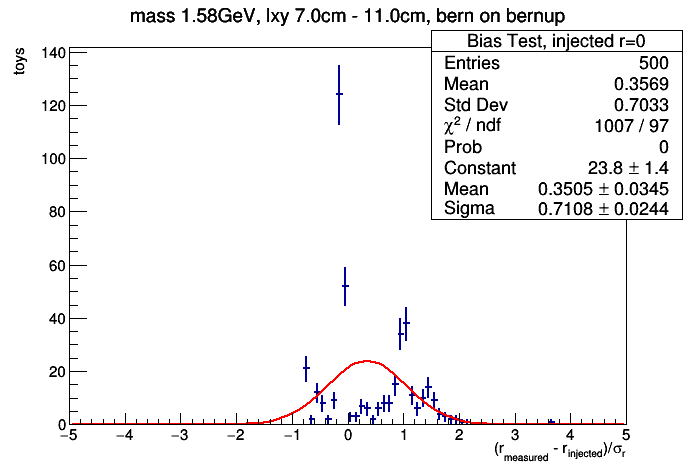 mass 1.58GeV, lxy 7.0cm - 11.0cm, bern on bernup
Bias Test, injected r=0
Entries 500
Mean 0.3569
Std Dev 0.7033
χ² / ndf 1007 / 97
Prob 0
Constant 23.8 ± 1.4
Mean 0.3505 ± 0.0345
Sigma 0.7108 ± 0.0244
toys
140
120
100
80
60
40
20
0
−5 −4 −3 −2 −1 0 1 2 3 4 5
(r_measured - r_injected)/σ_r